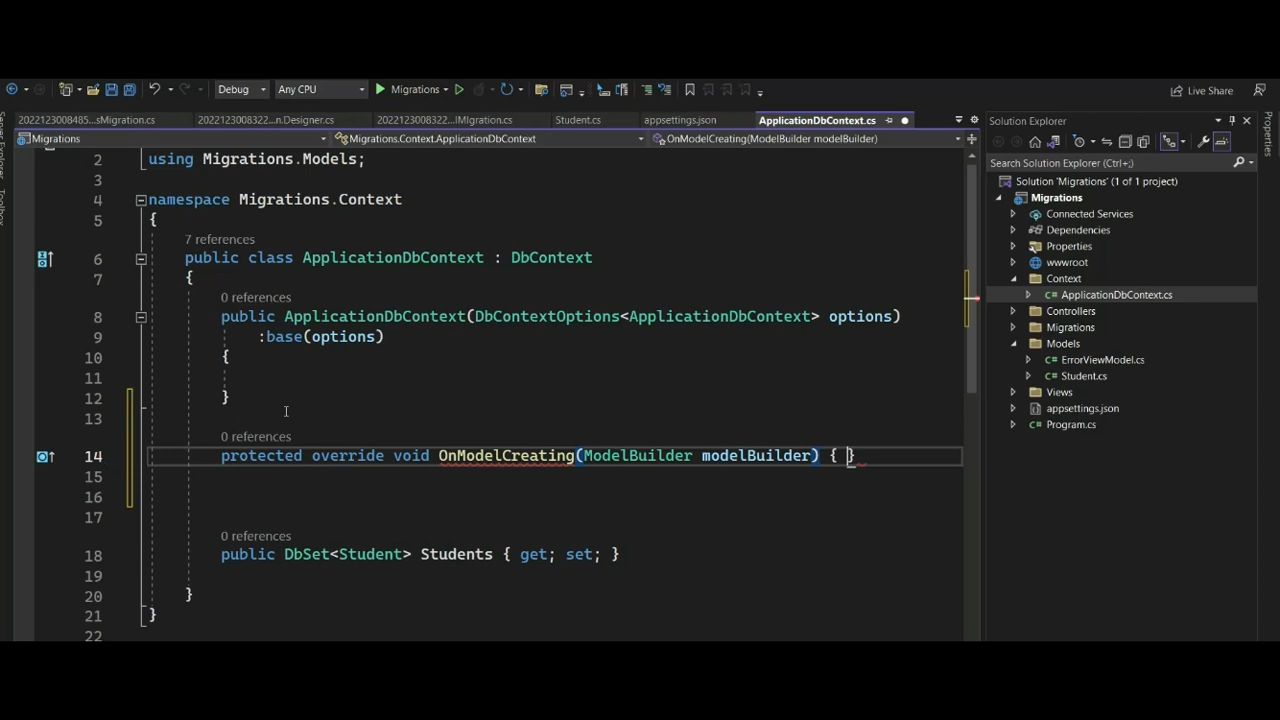 Debug Any CPU Migrations Live Share
2022123008485...sMigration.cs 2022123008322...n.Designer.cs 2022123008322...lMigration.cs Student.cs appsettings.json ApplicationDbContext.cs
Migrations Migrations.Context.ApplicationDbContext OnModelCreating(ModelBuilder modelBuilder)
2 using Migrations.Models;
3
4 namespace Migrations.Context
5 {
7 references
6 public class ApplicationDbContext : DbContext
7 {
0 references
8 public ApplicationDbContext(DbContextOptions<ApplicationDbContext> options)
9 :base(options)
10 {
11
12 }
13
0 references
14 protected override void OnModelCreating(ModelBuilder modelBuilder) { }
15
16
17
0 references
18 public DbSet<Student> Students { get; set; }
19
20 }
21 }
22
Solution Explorer
Search Solution Explorer (Ctrl+;)
Solution 'Migrations' (1 of 1 project)
Migrations
Connected Services
Dependencies
Properties
wwwroot
Context
C# ApplicationDbContext.cs
Controllers
Migrations
Models
C# ErrorViewModel.cs
C# Student.cs
Views
appsettings.json
C# Program.cs
Properties
Toolbox